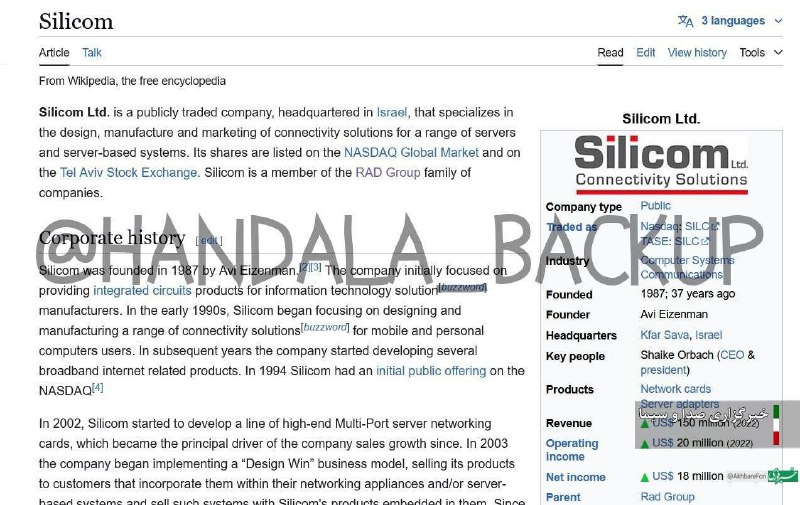 Silicom
3 languages
Article Talk
Read Edit View history Tools
From Wikipedia, the free encyclopedia
Silicom Ltd. is a publicly traded company, headquartered in Israel, that specializes in
the design, manufacture and marketing of connectivity solutions for a range of servers
and server-based systems. Its shares are listed on the NASDAQ Global Market and on
the Tel Aviv Stock Exchange. Silicom is a member of the RAD Group family of
companies.
@HANDALA_BACKUP
Corporate history [edit]
Silicom was founded in 1987 by Avi Eizenman.[2][3] The company initially focused on
providing integrated circuits products for information technology solution[buzzword]
manufacturers. In the early 1990s, Silicom began focusing on designing and
manufacturing a range of connectivity solutions[buzzword] for mobile and personal
computers users. In subsequent years the company started developing several
broadband internet related products. In 1994 Silicom had an initial public offering on the
NASDAQ[4]
In 2002, Silicom started to develop a line of high-end Multi-Port server networking
cards, which became the principal driver of the company sales growth since. In 2003
the company began implementing a “Design Win” business model, selling its products
to customers that incorporate them within their networking appliances and/or server-
based systems and sell such systems with Silicom's products embedded in them. Since
Silicom Ltd.
Silicom Ltd.
Connectivity Solutions
Company type Public
Traded as Nasdaq: SILC
TASE: SILC
Industry Computer Systems
Communications
Founded 1987; 37 years ago
Founder Avi Eizenman
Headquarters Kfar Sava, Israel
Key people Shaike Orbach (CEO &
president)
Products Network cards
Server adapters
خبرگزاری صدا و سیما
Revenue US$ 150 million (2022)
Operating US$ 20 million (2022)
income
Net income US$ 18 million
@AkhbareFori
Parent Rad Group